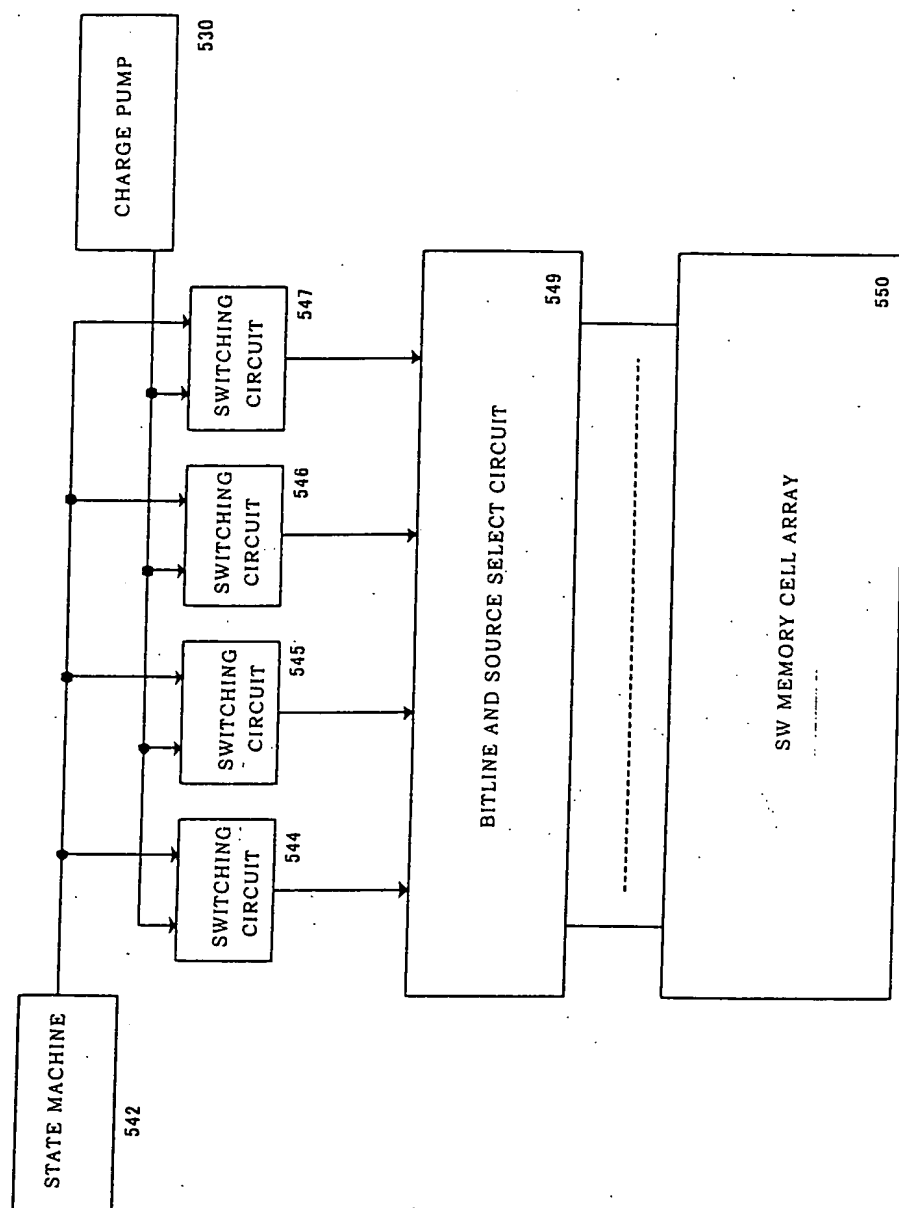 STATE MACHINE
542
CHARGE PUMP
530
SWITCHING
CIRCUIT
544
SWITCHING
CIRCUIT
545
SWITCHING
CIRCUIT
546
SWITCHING
CIRCUIT
547
BITLINE AND SOURCE SELECT CIRCUIT
549
SW MEMORY CELL ARRAY
550